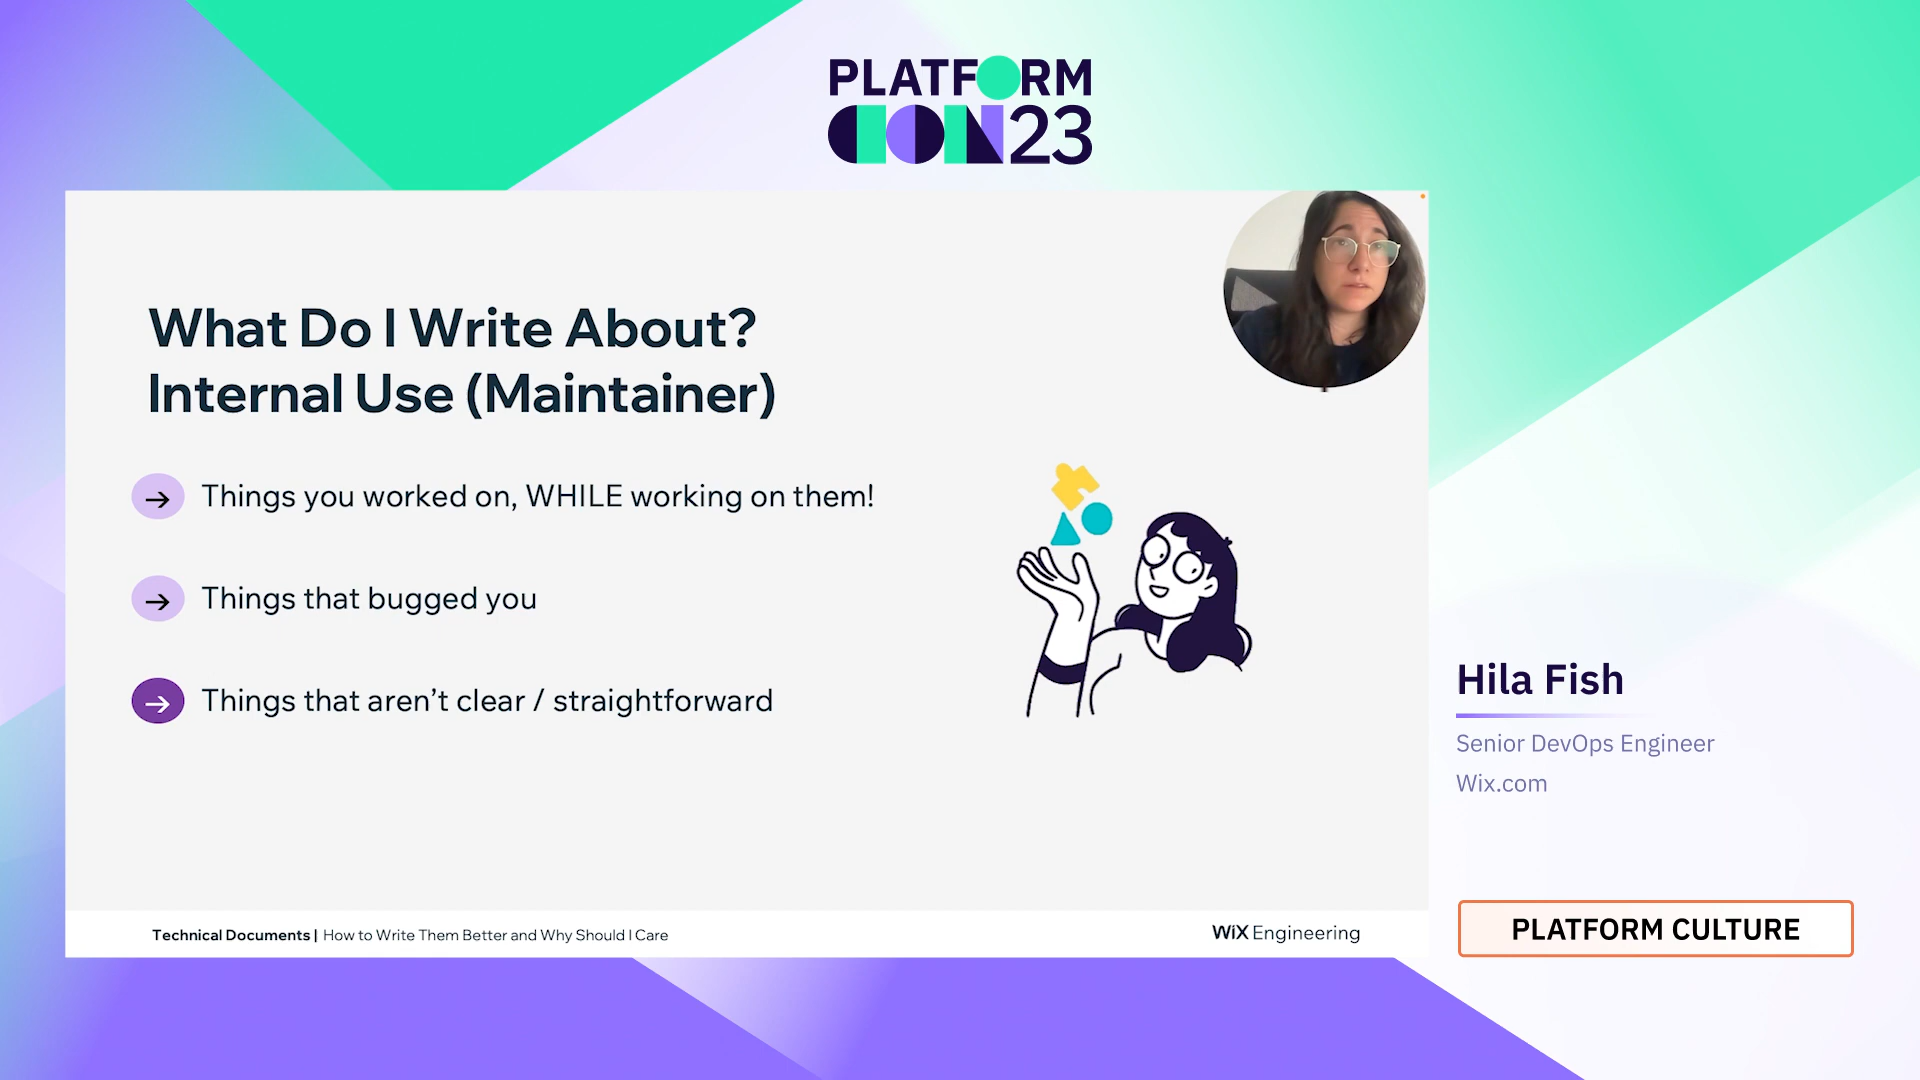 PLATFORM
CON23
What Do I Write About?
Internal Use (Maintainer)
Things you worked on, WHILE working on them!
Things that bugged you
Things that aren’t clear / straightforward
Technical Documents | How to Write Them Better and Why Should I Care
WiX Engineering
Hila Fish
Senior DevOps Engineer
Wix.com
PLATFORM CULTURE